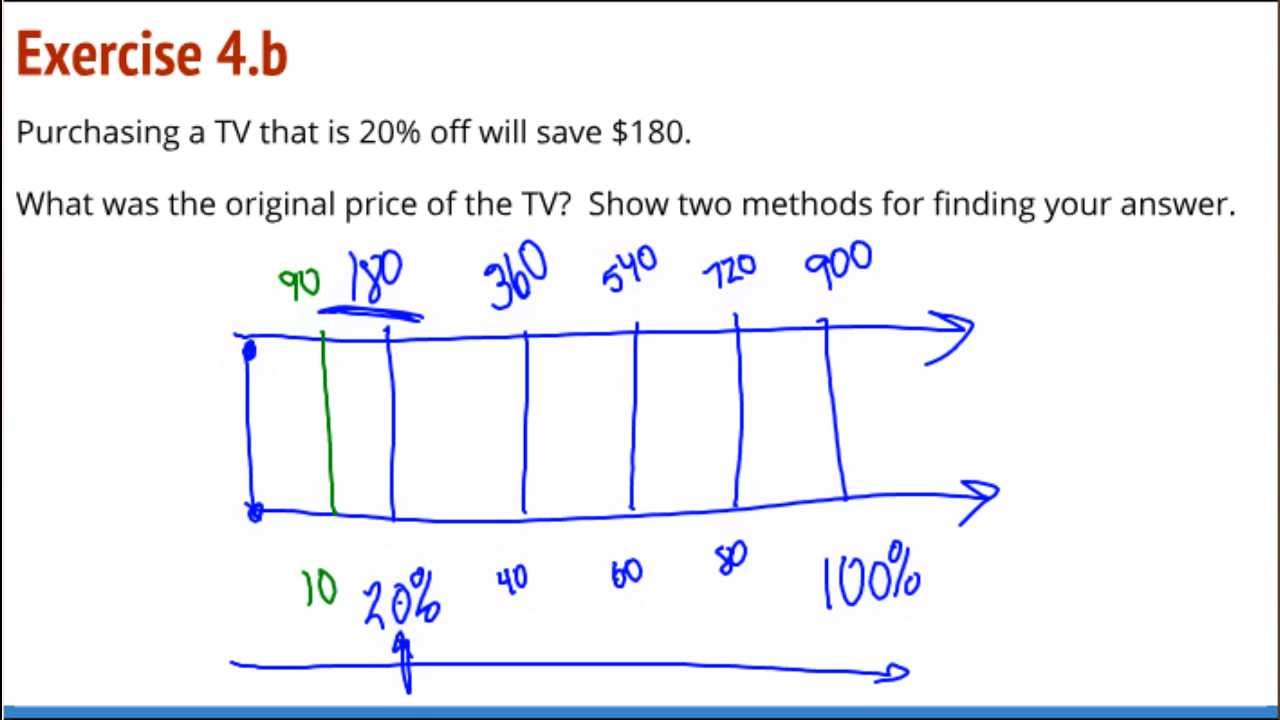 Exercise 4.b
Purchasing a TV that is 20% off will save $180.
What was the original price of the TV? Show two methods for finding your answer.
90 180 360 540 720 900
10 20% 40 60 80 100%